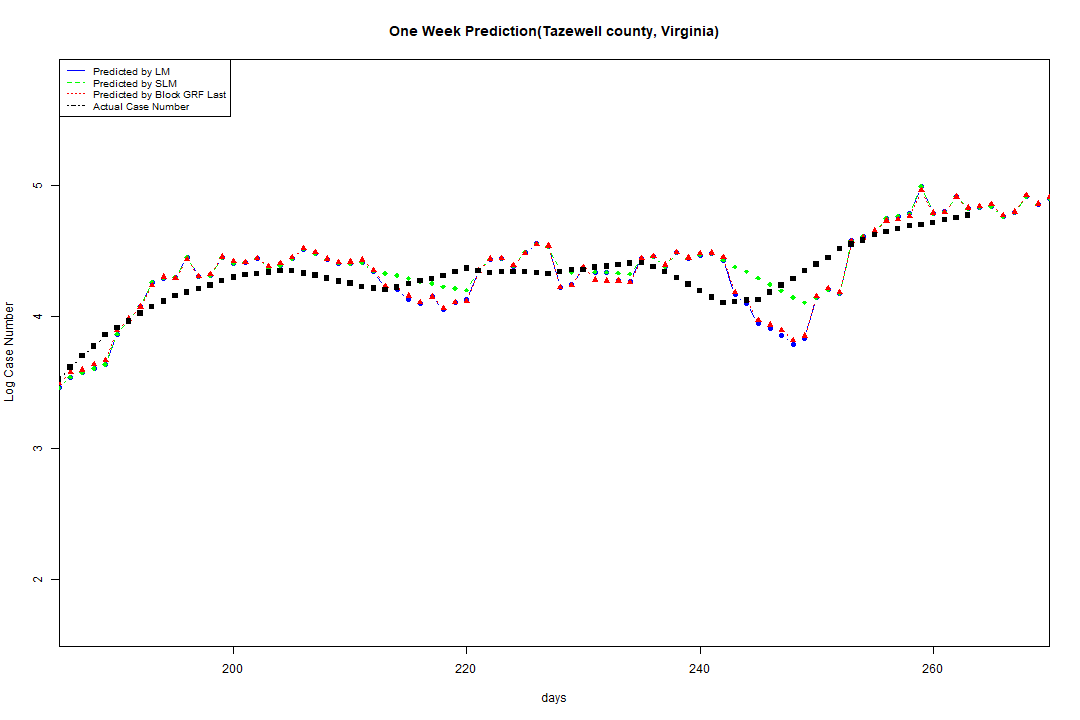 One Week Prediction(Tazewell county, Virginia)
Predicted by LM
Predicted by SLM
Predicted by Block GRF Last
Actual Case Number
5
4
3
2
Log Case Number
200
220
240
260
days